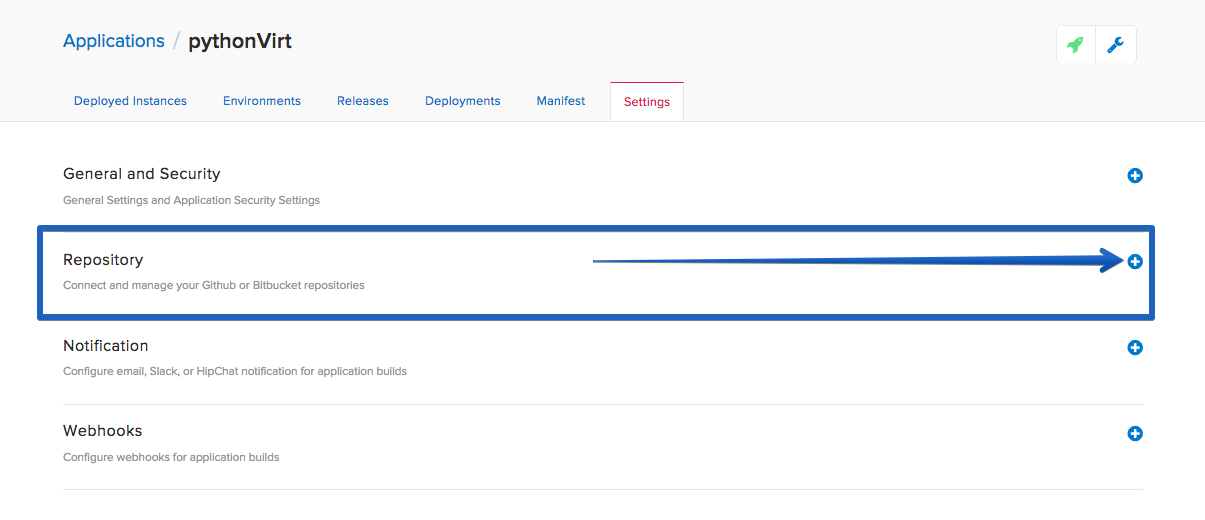 Applications / pythonVirt
Deployed Instances Environments Releases Deployments Manifest Settings
General and Security
General Settings and Application Security Settings
Repository
Connect and manage your Github or Bitbucket repositories
Notification
Configure email, Slack, or HipChat notification for application builds
Webhooks
Configure webhooks for application builds